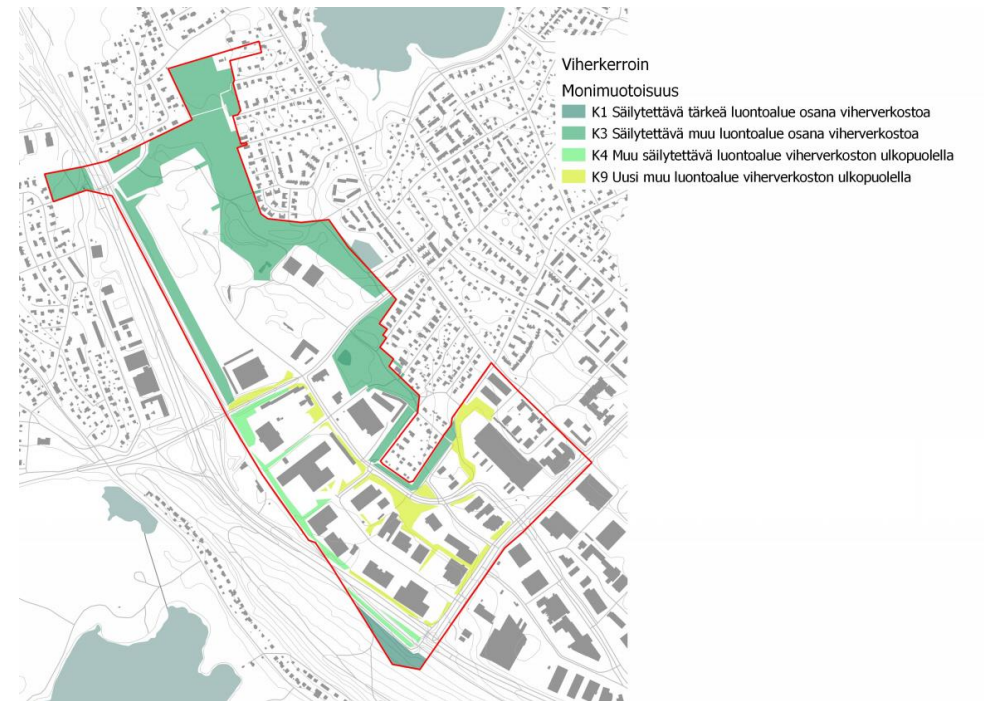 Viherkerroin
Monimuotoisuus
K1 Säilytettävä tärkeä luontoalue osana viherverkostoa
K3 Säilytettävä muu luontoalue osana viherverkostoa
K4 Muu säilytettävä luontoalue viherverkoston ulkopuolella
K9 Uusi muu luontoalue viherverkoston ulkopuolella